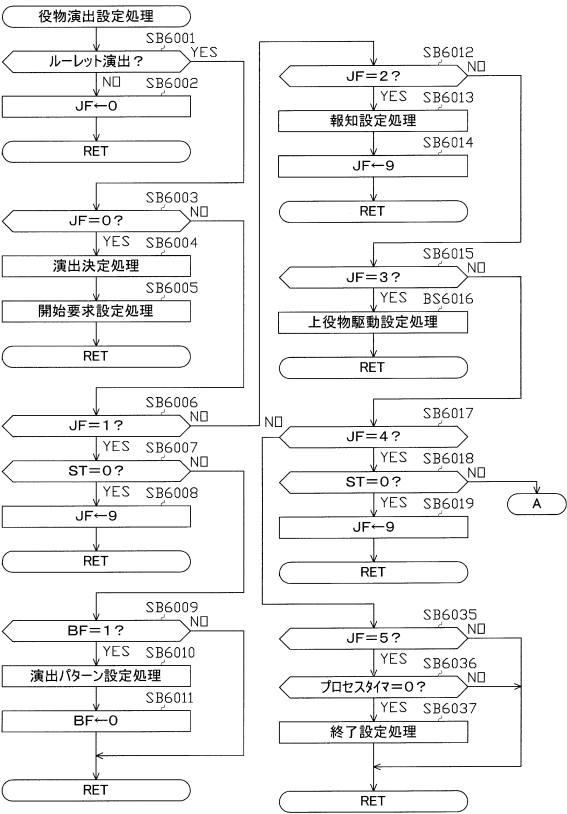 役物演出設定処理
SB6001
ルーレット演出？
YES
NO
SB6002
JF←0
RET
SB6003
JF=0？
NO
YES
SB6004
演出決定処理
SB6005
開始要求設定処理
RET
SB6006
JF=1？
NO
YES
SB6007
ST=0？
NO
YES
SB6008
JF←9
RET
SB6009
BF=1？
NO
YES
SB6010
演出パターン設定処理
SB6011
BF←0
RET
SB6012
JF=2？
NO
YES
SB6013
報知設定処理
SB6014
JF←9
RET
SB6015
JF=3？
NO
YES
BS6016
上役物駆動設定処理
RET
SB6017
NO
JF=4？
YES
SB6018
ST=0？
NO
A
YES
SB6019
JF←9
RET
SB6035
JF=5？
NO
YES
SB6036
プロセスタイマ=0？
NO
YES
SB6037
終了設定処理
RET